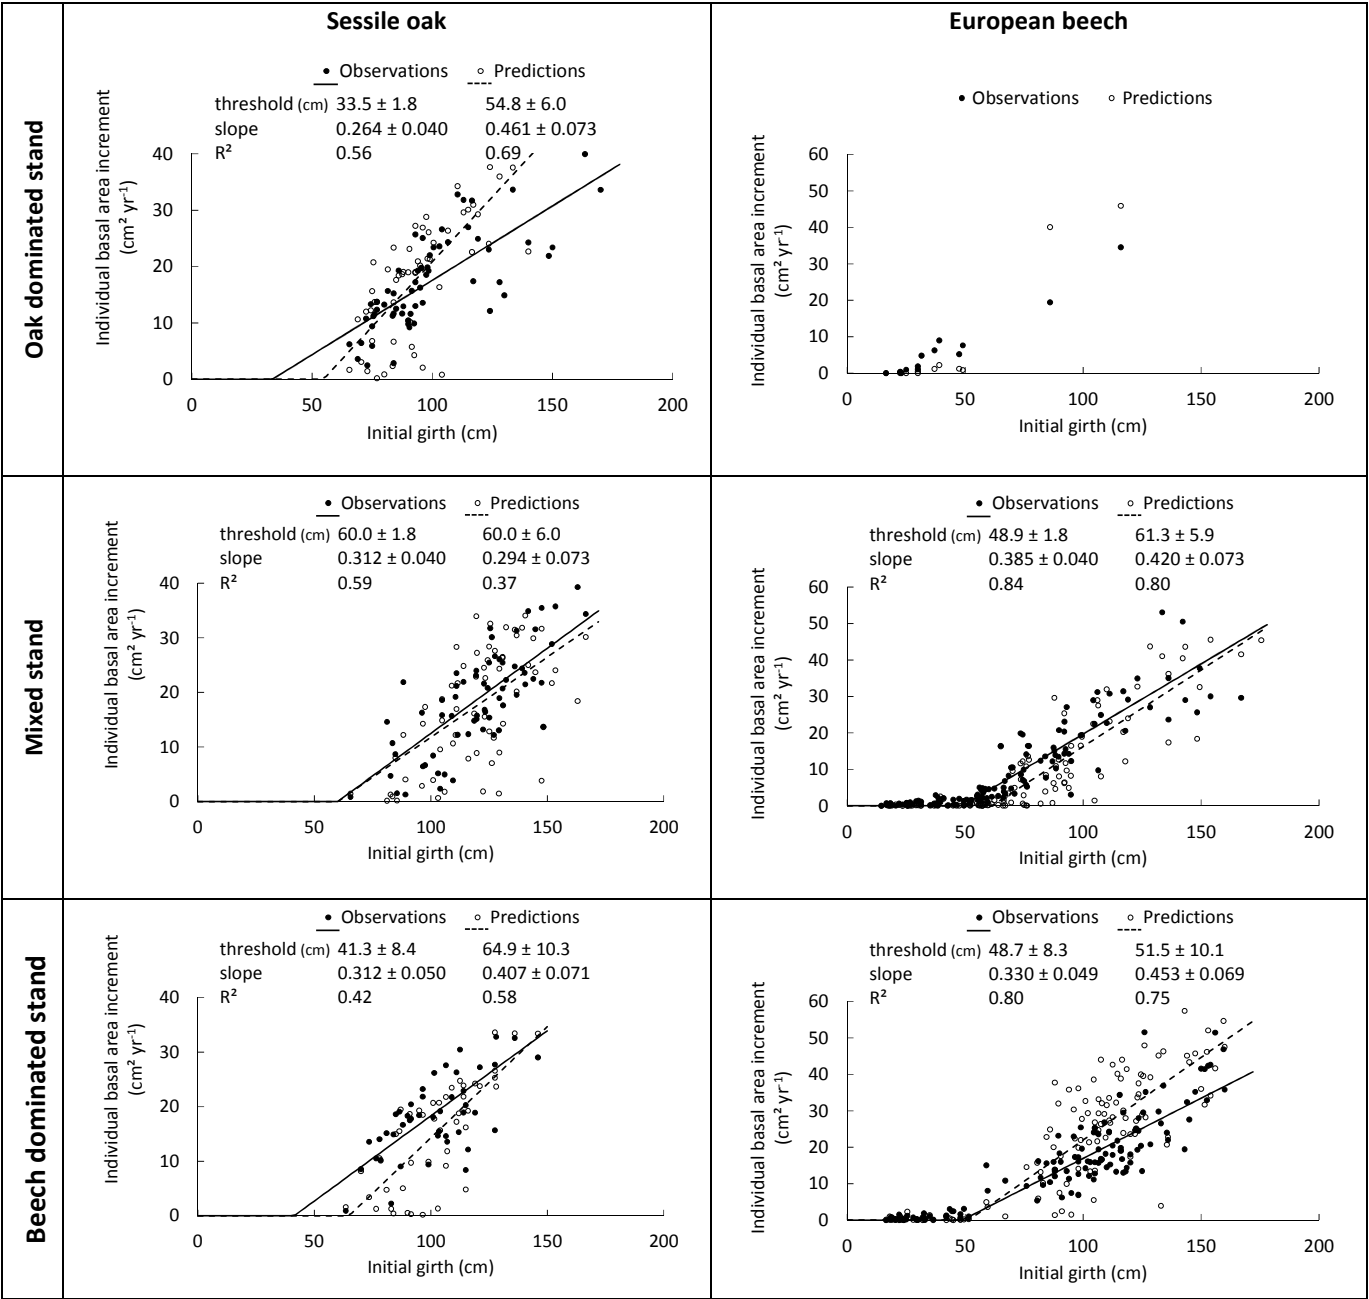 Sessile oak
European beech
Oak dominated stand
Observations Predictions
threshold (cm) 33.5 ± 1.8 54.8 ± 6.0
slope 0.264 ± 0.040 0.461 ± 0.073
R² 0.56 0.69
Individual basal area increment
(cm² yr⁻¹)
40
30
20
10
0
0 50 100 150 200
Initial girth (cm)
Observations Predictions
Individual basal area increment
(cm² yr⁻¹)
60
50
40
30
20
10
0
0 50 100 150 200
Initial girth (cm)
Mixed stand
Observations Predictions
threshold (cm) 60.0 ± 1.8 60.0 ± 6.0
slope 0.312 ± 0.040 0.294 ± 0.073
R² 0.59 0.37
Individual basal area increment
(cm² yr⁻¹)
40
30
20
10
0
0 50 100 150 200
Initial girth (cm)
Observations Predictions
threshold (cm) 48.9 ± 1.8 61.3 ± 5.9
slope 0.385 ± 0.040 0.420 ± 0.073
R² 0.84 0.80
Individual basal area increment
(cm² yr⁻¹)
60
50
40
30
20
10
0
0 50 100 150 200
Initial girth (cm)
Beech dominated stand
Observations Predictions
threshold (cm) 41.3 ± 8.4 64.9 ± 10.3
slope 0.312 ± 0.050 0.407 ± 0.071
R² 0.42 0.58
Individual basal area increment
(cm² yr⁻¹)
40
30
20
10
0
0 50 100 150 200
Initial girth (cm)
Observations Predictions
threshold (cm) 48.7 ± 8.3 51.5 ± 10.1
slope 0.330 ± 0.049 0.453 ± 0.069
R² 0.80 0.75
Individual basal area increment
(cm² yr⁻¹)
60
50
40
30
20
10
0
0 50 100 150 200
Initial girth (cm)